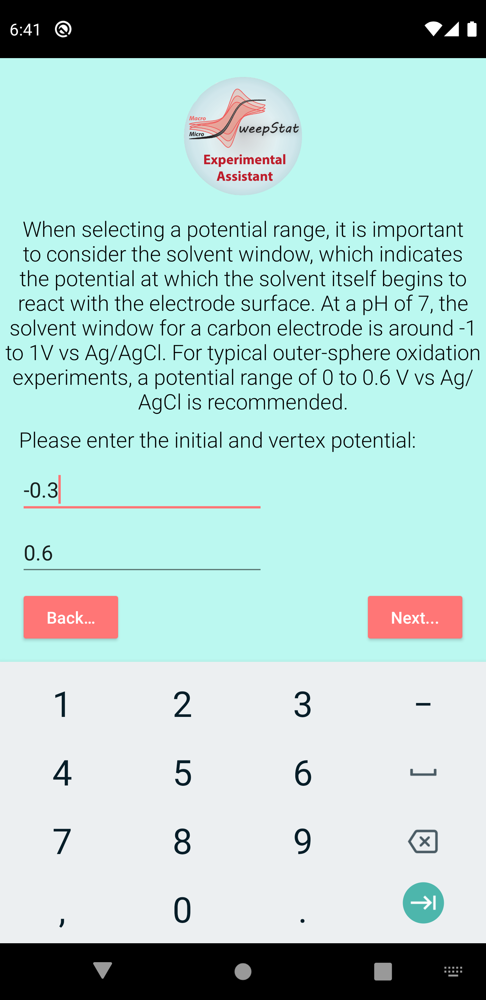 6:41
Macro
Micro
weepStat
Experimental
Assistant
When selecting a potential range, it is important
to consider the solvent window, which indicates
the potential at which the solvent itself begins to
react with the electrode surface. At a pH of 7, the
solvent window for a carbon electrode is around -1
to 1V vs Ag/AgCl. For typical outer-sphere oxidation
experiments, a potential range of 0 to 0.6 V vs Ag/
AgCl is recommended.
Please enter the initial and vertex potential:
-0.3
0.6
Back... Next...
1 2 3 −
4 5 6
7 8 9
, 0 .